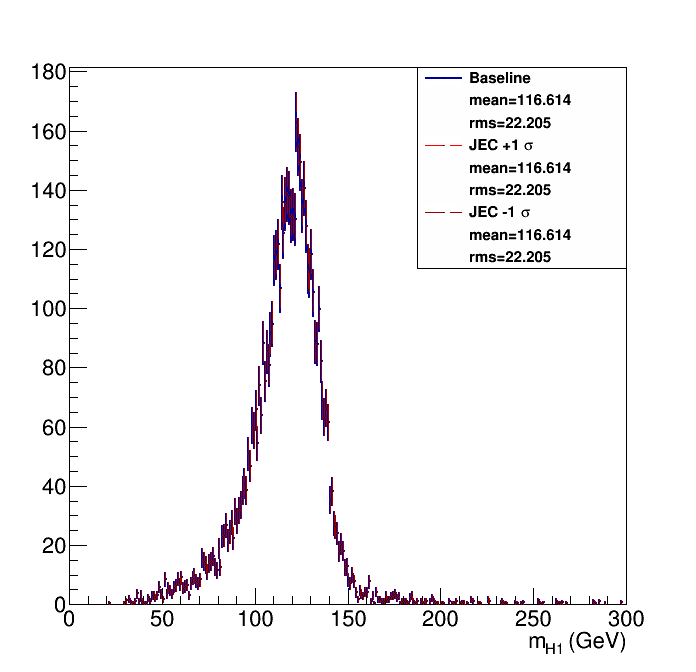 180
160
140
120
100
80
60
40
20
0
Baseline
mean=116.614
rms=22.205
JEC +1 σ
mean=116.614
rms=22.205
JEC -1 σ
mean=116.614
rms=22.205
0 50 100 150 200 250 300
m_H1 (GeV)